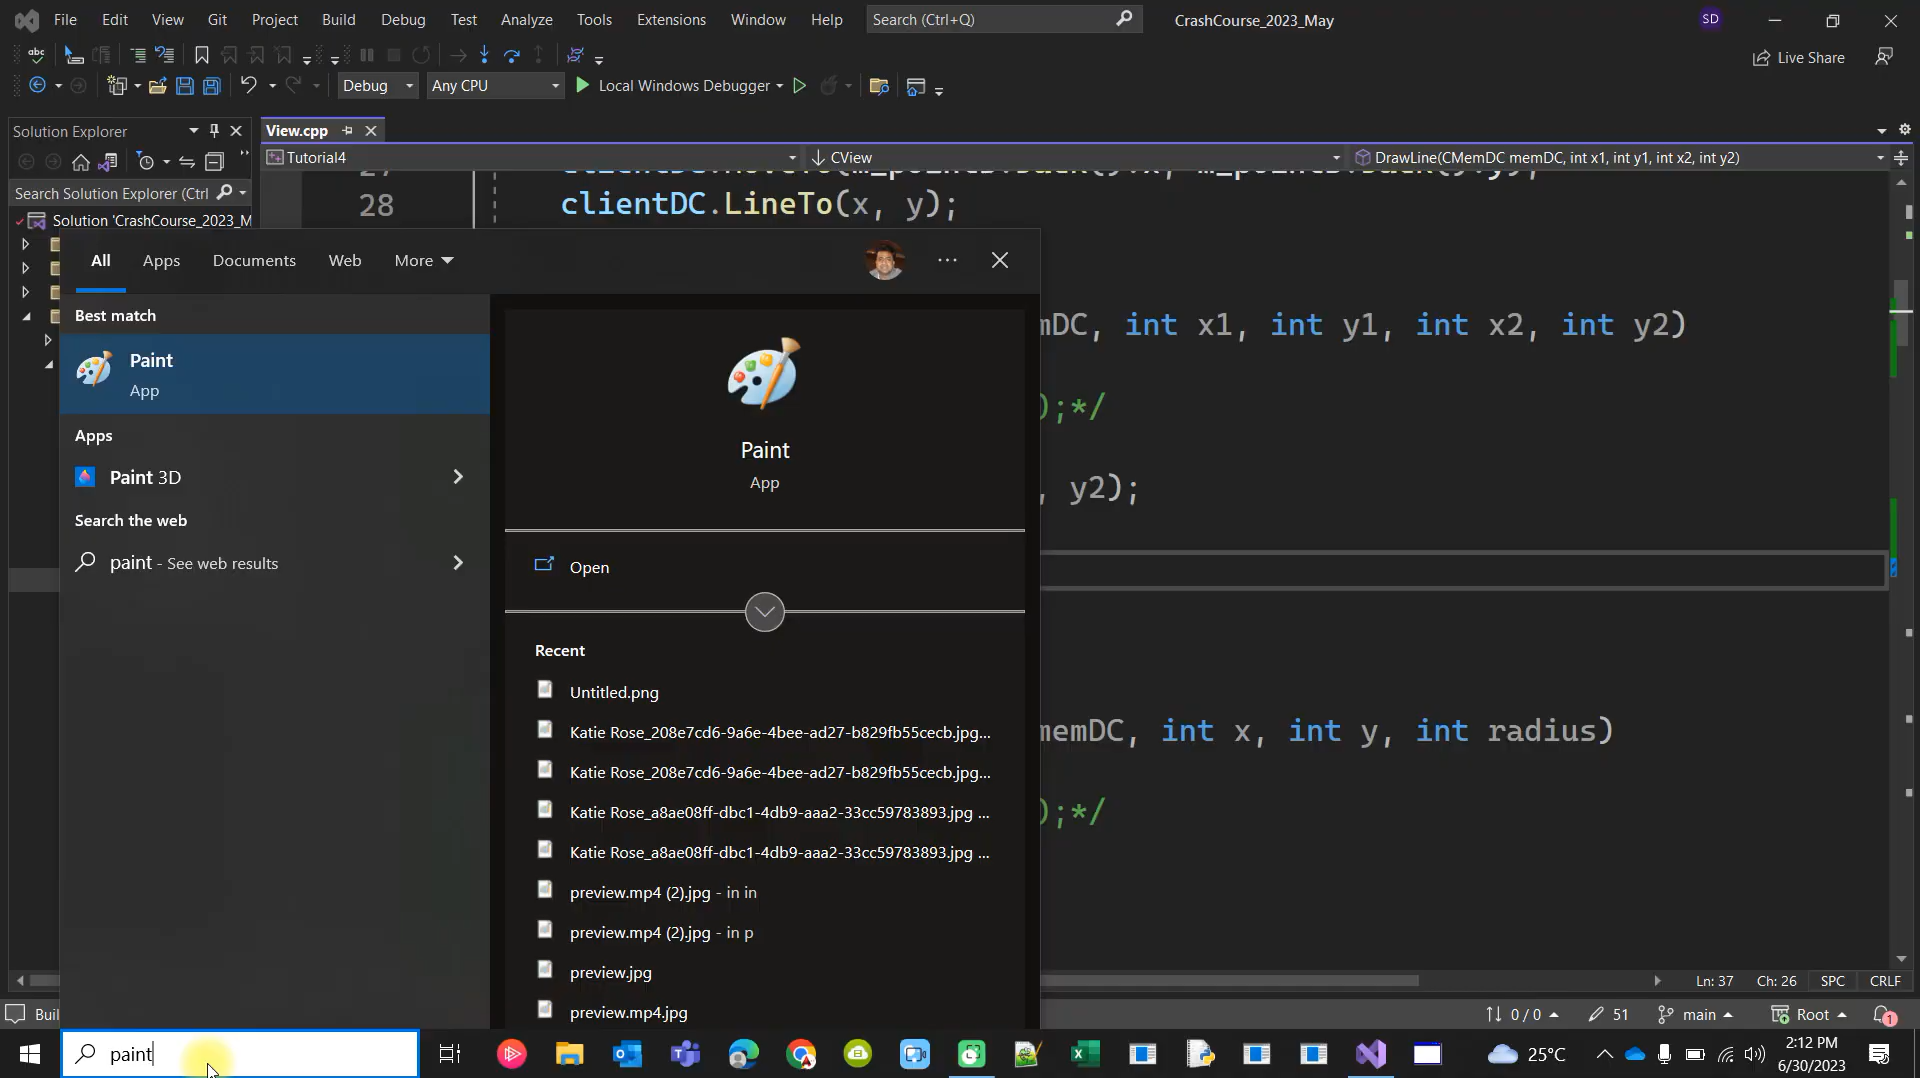 File Edit View Git Project Build Debug Test Analyze Tools Extensions Window Help Search (Ctrl+Q) CrashCourse_2023_May SD
abc Live Share
Debug Any CPU Local Windows Debugger
Solution Explorer View.cpp
Tutorial4 CView DrawLine(CMemDC memDC, int x1, int y1, int x2, int y2)
Search Solution Explorer (Ctrl
28 clientDC.LineTo(x, y);
Solution 'CrashCourse_2023_M
All Apps Documents Web More
Best match
Paint
App
Apps
Paint 3D
Search the web
paint - See web results
Paint
App
Open
Recent
Untitled.png
Katie Rose_208e7cd6-9a6e-4bee-ad27-b829fb55cecb.jpg...
Katie Rose_208e7cd6-9a6e-4bee-ad27-b829fb55cecb.jpg...
Katie Rose_a8ae08ff-dbc1-4db9-aaa2-33cc59783893.jpg ...
Katie Rose_a8ae08ff-dbc1-4db9-aaa2-33cc59783893.jpg ...
preview.mp4 (2).jpg - in in
preview.mp4 (2).jpg - in p
preview.jpg
preview.mp4.jpg
mDC, int x1, int y1, int x2, int y2)
);*/
, y2);
memDC, int x, int y, int radius)
);*/
Ln: 37 Ch: 26 SPC CRLF
Buil 0 / 0 51 main Root 1
paint 25°C 2:12 PM
6/30/2023